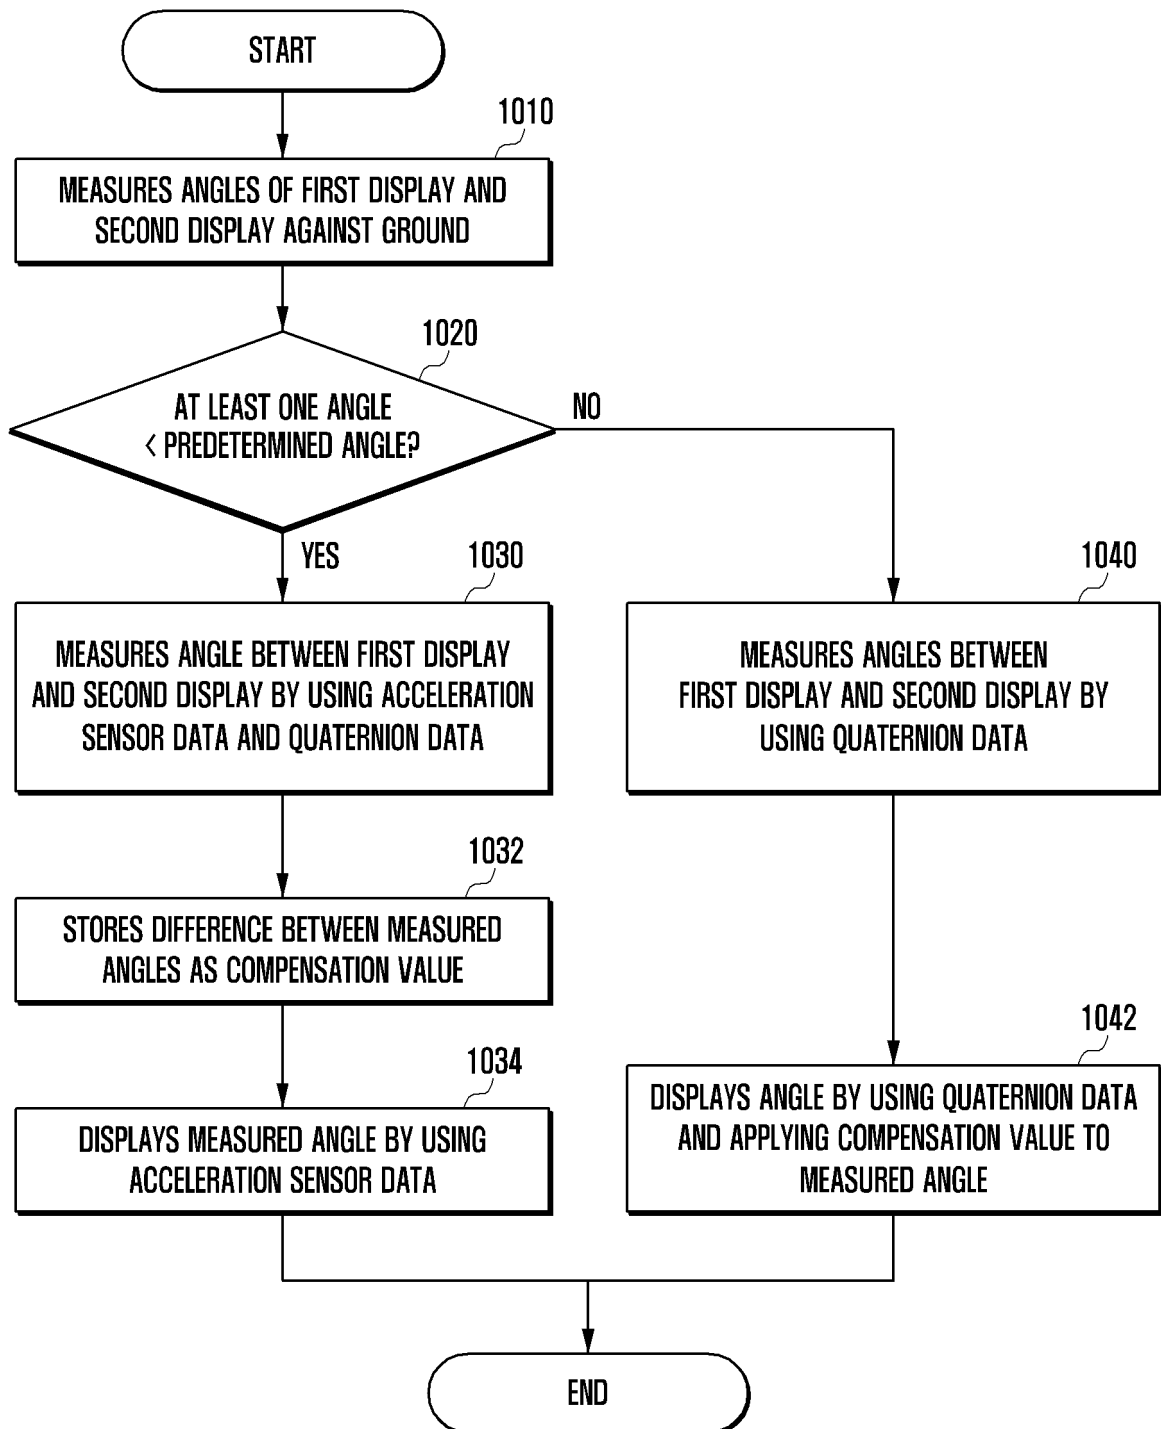 START
1010
MEASURES ANGLES OF FIRST DISPLAY AND
SECOND DISPLAY AGAINST GROUND
1020
AT LEAST ONE ANGLE
< PREDETERMINED ANGLE?
NO
YES
1030
MEASURES ANGLE BETWEEN FIRST DISPLAY
AND SECOND DISPLAY BY USING ACCELERATION
SENSOR DATA AND QUATERNION DATA
1040
MEASURES ANGLES BETWEEN
FIRST DISPLAY AND SECOND DISPLAY BY
USING QUATERNION DATA
1032
STORES DIFFERENCE BETWEEN MEASURED
ANGLES AS COMPENSATION VALUE
1034
DISPLAYS MEASURED ANGLE BY USING
ACCELERATION SENSOR DATA
1042
DISPLAYS ANGLE BY USING QUATERNION DATA
AND APPLYING COMPENSATION VALUE TO
MEASURED ANGLE
END